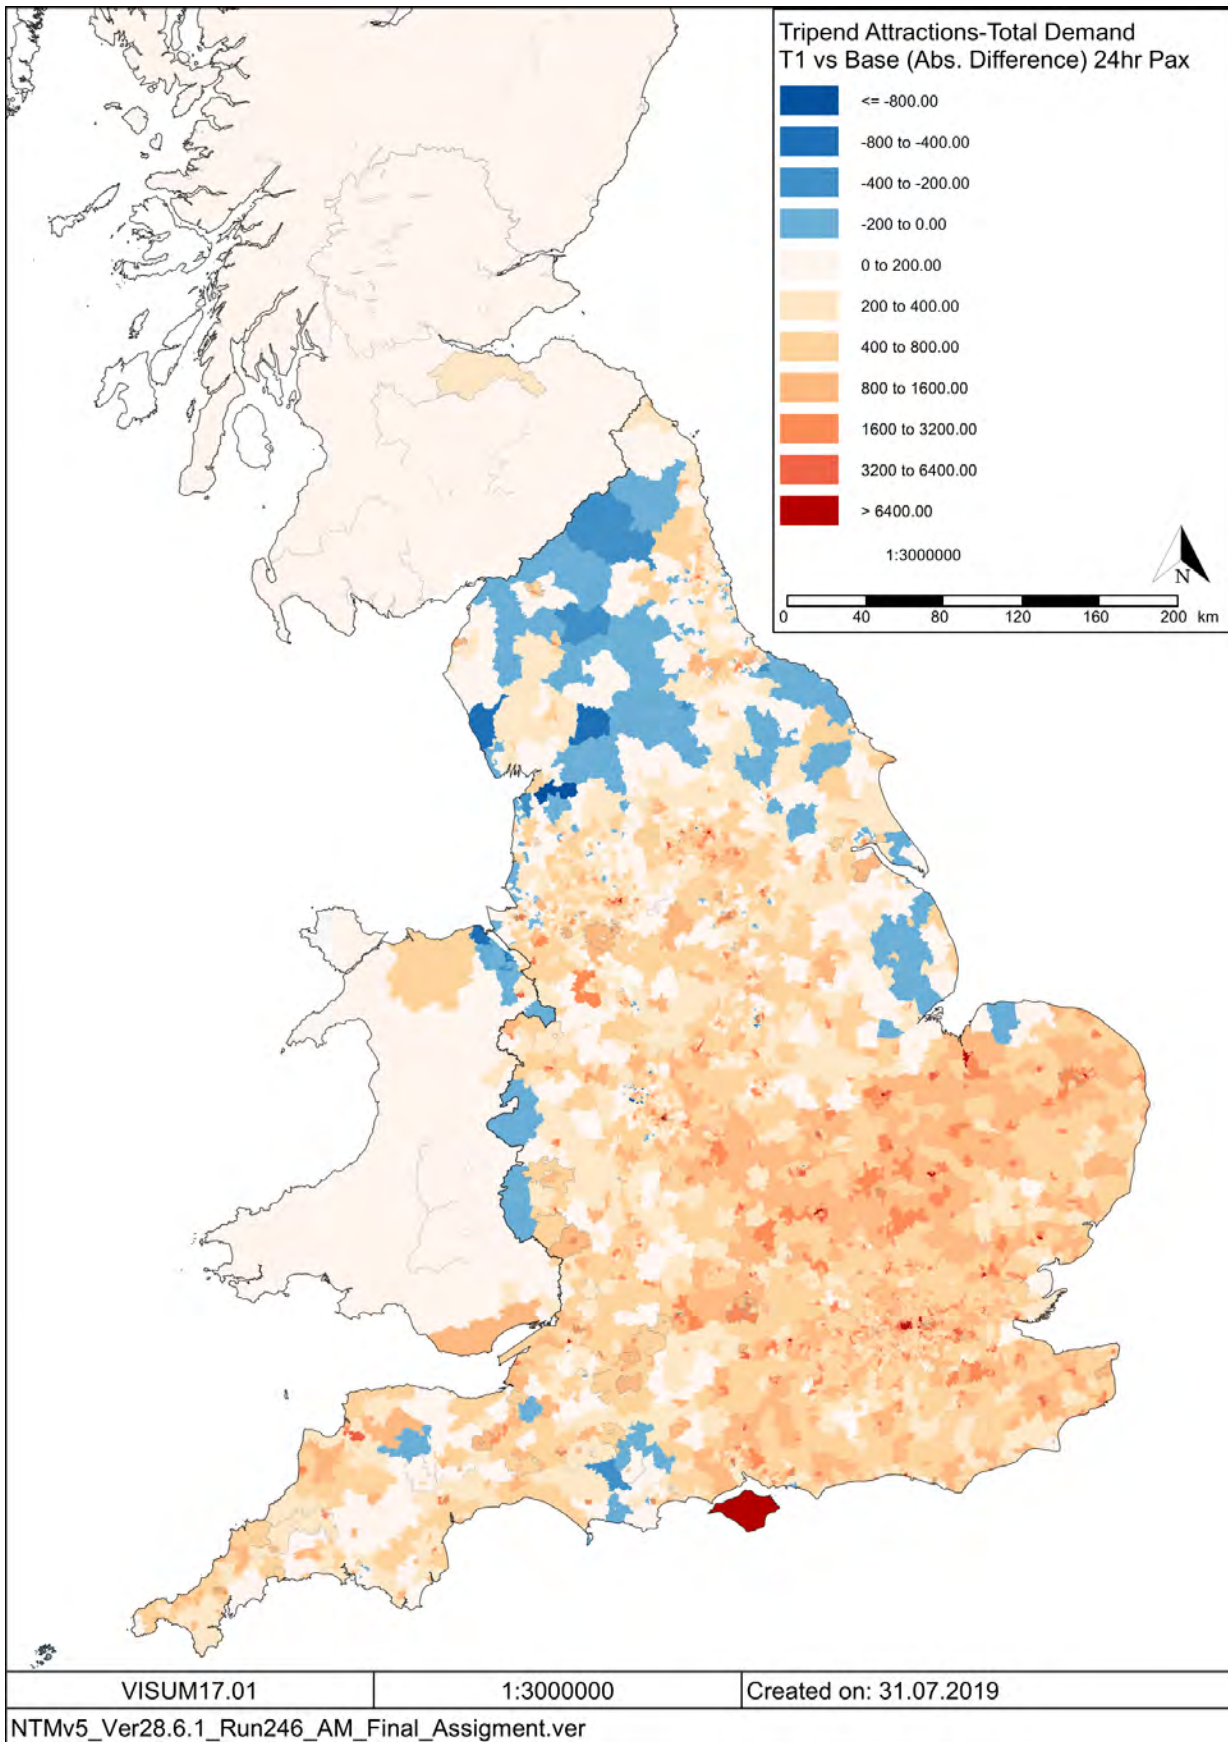 Tripend Attractions-Total Demand
T1 vs Base (Abs. Difference) 24hr Pax
<= -800.00
-800 to -400.00
-400 to -200.00
-200 to 0.00
0 to 200.00
200 to 400.00
400 to 800.00
800 to 1600.00
1600 to 3200.00
3200 to 6400.00
> 6400.00
1:3000000
N
0 40 80 120 160 200 km
VISUM17.01 1:3000000 Created on: 31.07.2019
NTMv5_Ver28.6.1_Run246_AM_Final_Assigment.ver